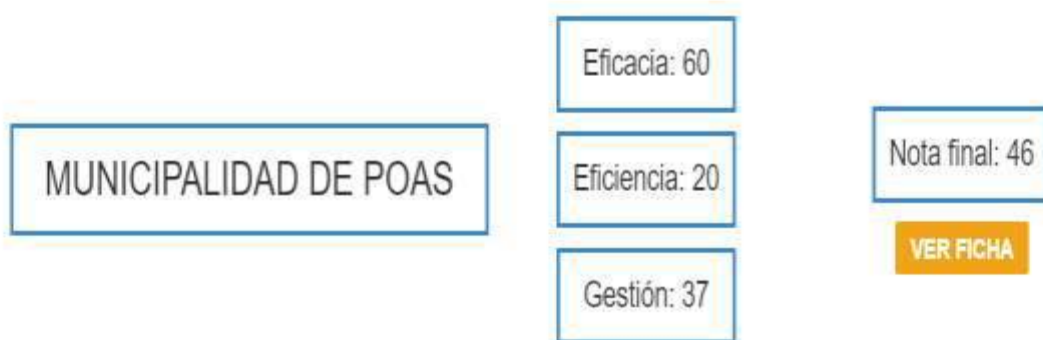 MUNICIPALIDAD DE POAS
Eficacia: 60
Eficiencia: 20
Gestión: 37
Nota final: 46
VER FICHA